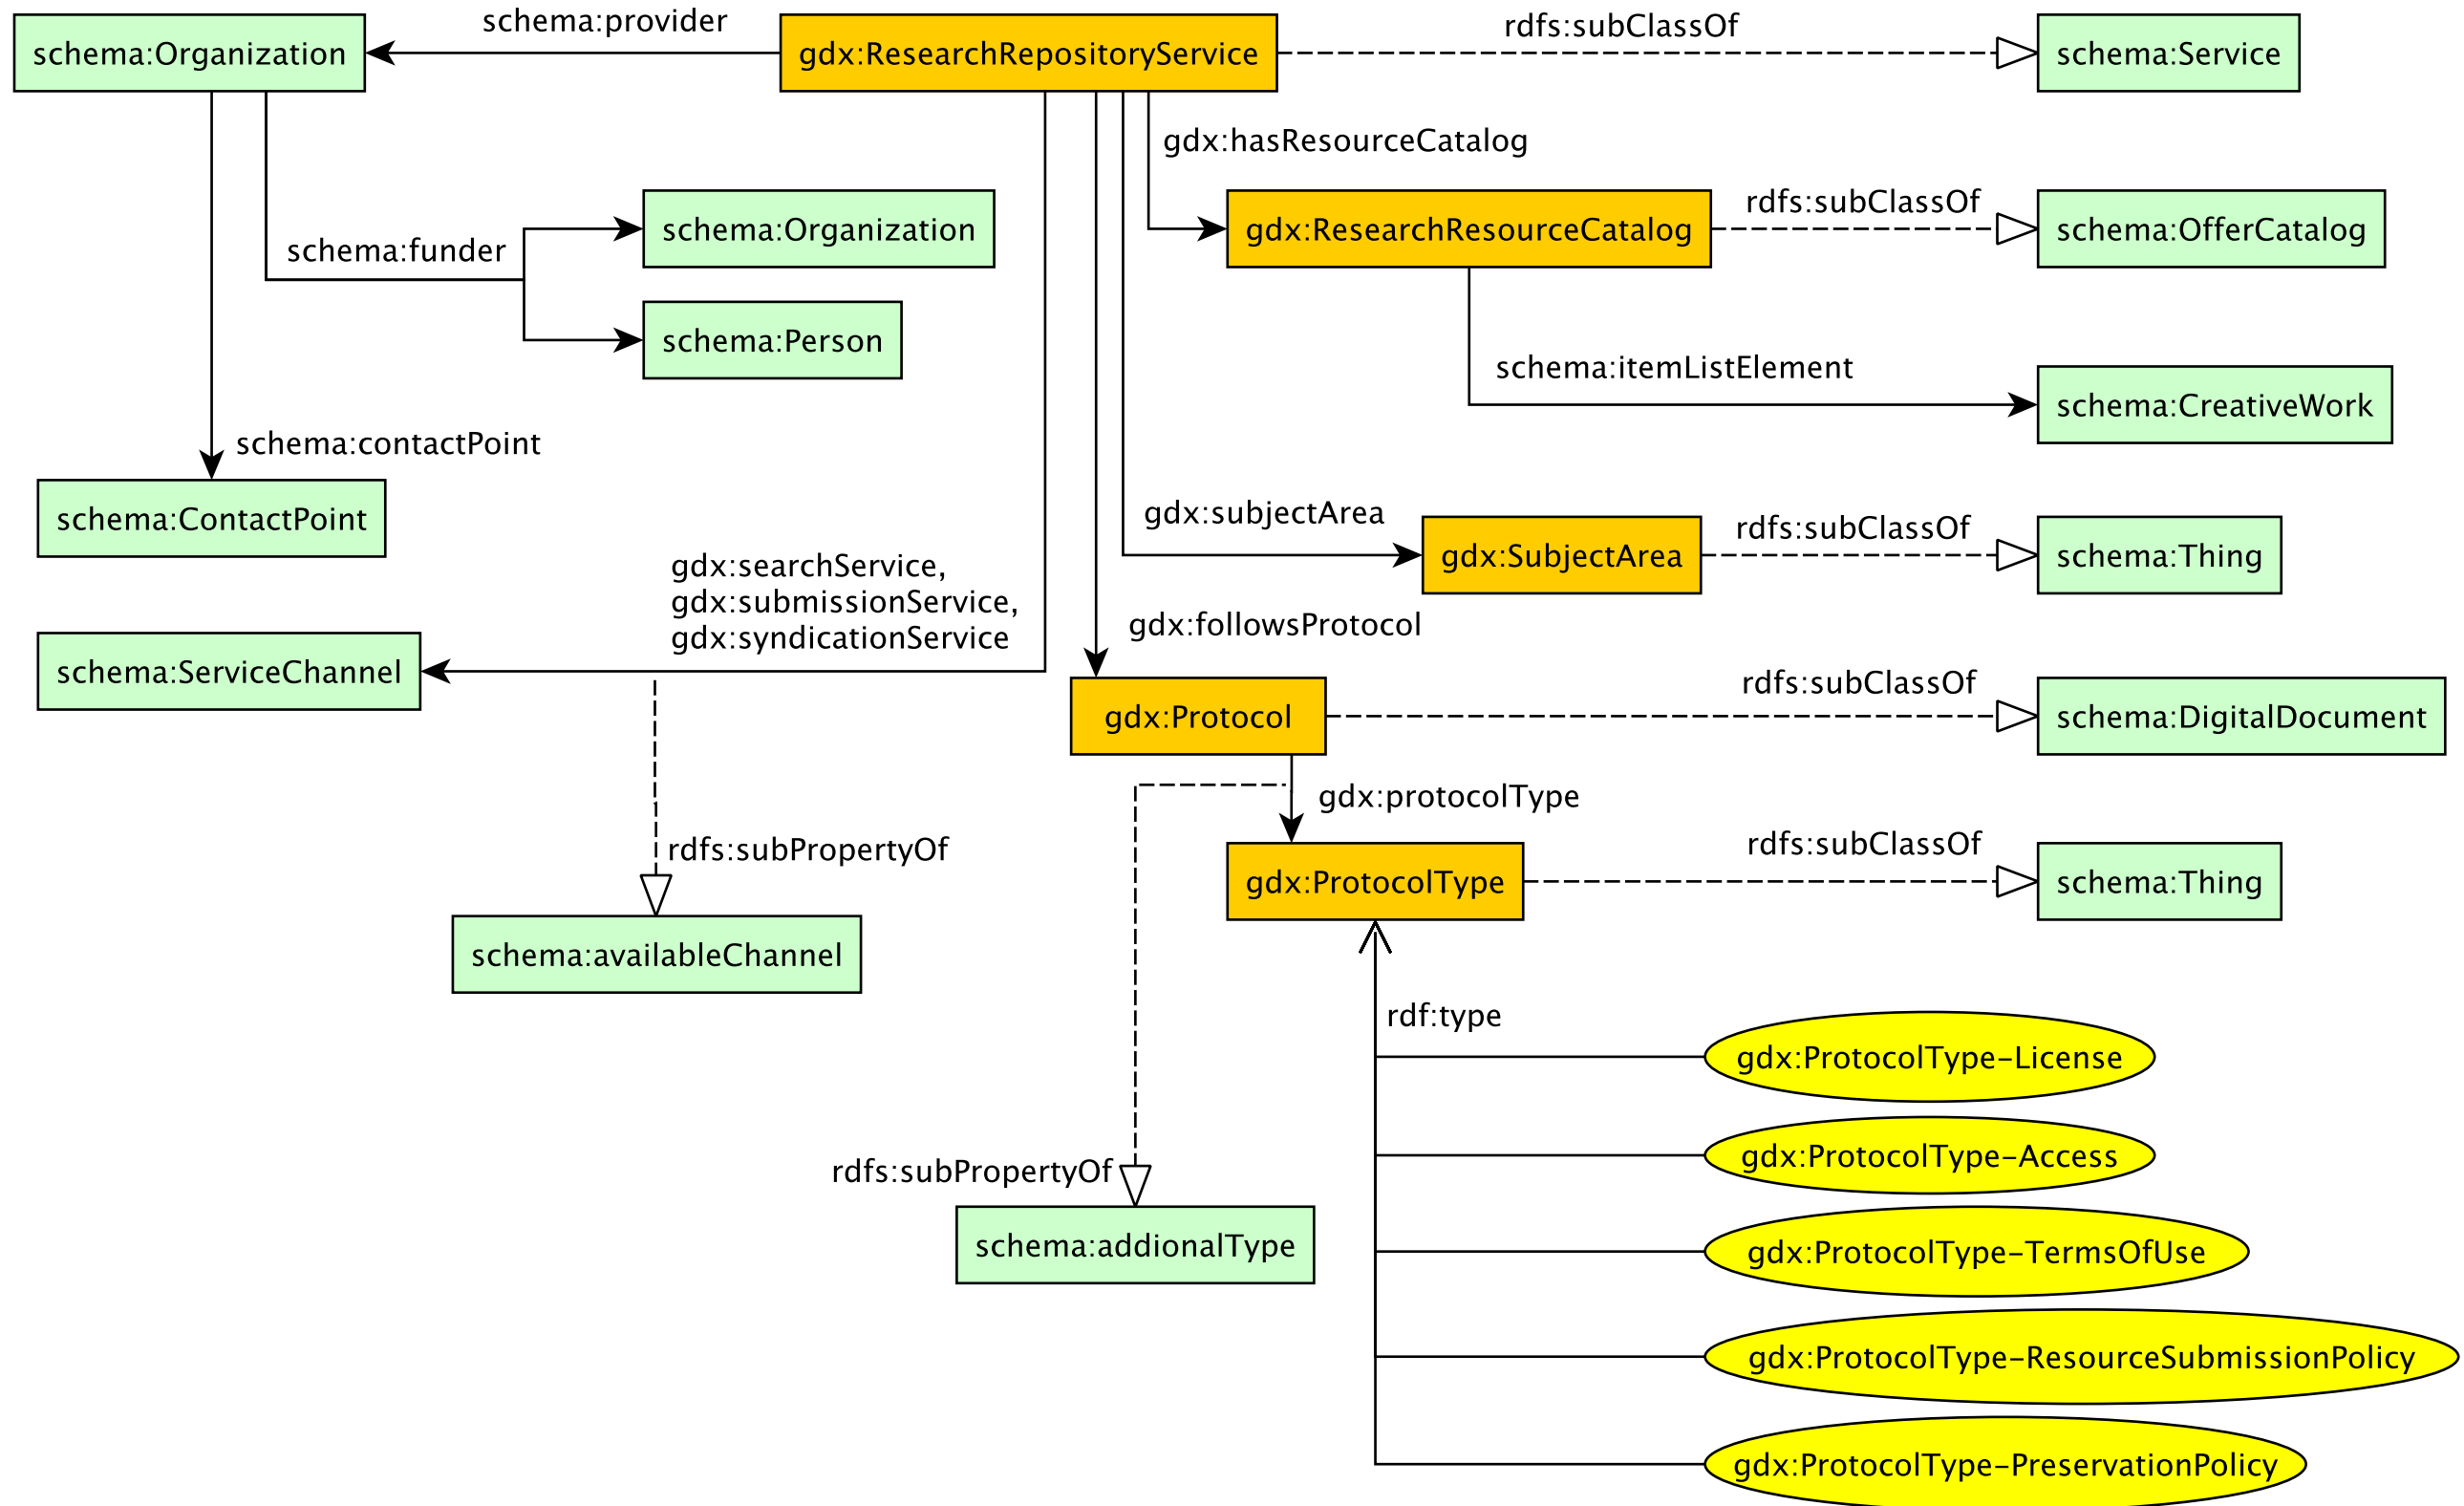 schema:provider
rdfs:subClassOf
schema:Organization
gdx:ResearchRepositoryService
schema:Service
gdx:hasResourceCatalog
rdfs:subClassOf
schema:Organization
gdx:ResearchResourceCatalog
schema:OfferCatalog
schema:funder
schema:Person
schema:itemListElement
schema:CreativeWork
schema:contactPoint
schema:ContactPoint
gdx:subjectArea
rdfs:subClassOf
gdx:SubjectArea
schema:Thing
gdx:searchService,
gdx:submissionService,
gdx:syndicationService
gdx:followsProtocol
schema:ServiceChannel
rdfs:subClassOf
gdx:Protocol
schema:DigitalDocument
gdx:protocolType
rdfs:subPropertyOf
rdfs:subClassOf
gdx:ProtocolType
schema:Thing
schema:availableChannel
rdf:type
gdx:ProtocolType-License
gdx:ProtocolType-Access
rdfs:subPropertyOf
schema:addionalType
gdx:ProtocolType-TermsOfUse
gdx:ProtocolType-ResourceSubmissionPolicy
gdx:ProtocolType-PreservationPolicy